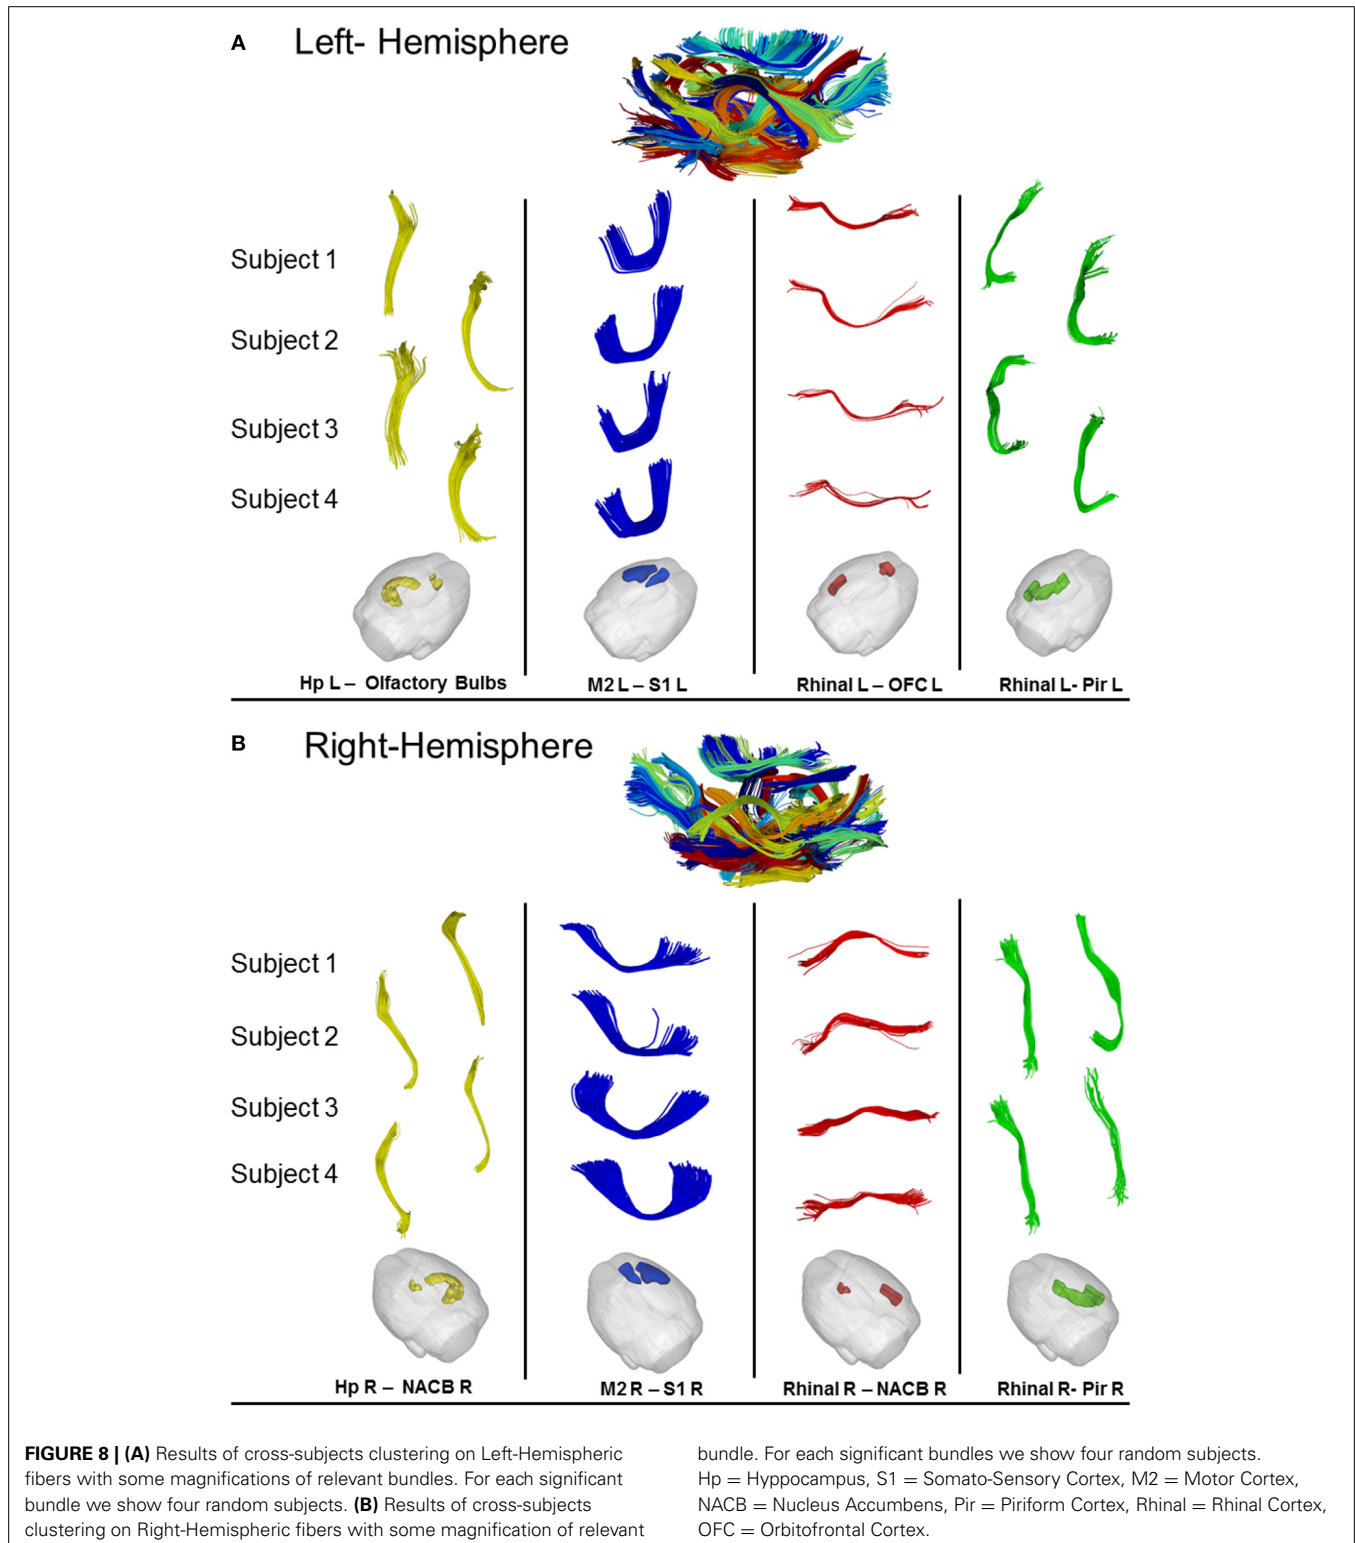 A Left- Hemisphere
Subject 1
Subject 2
Subject 3
Subject 4
Hp L – Olfactory Bulbs
M2 L – S1 L
Rhinal L – OFC L
Rhinal L- Pir L
B Right-Hemisphere
Subject 1
Subject 2
Subject 3
Subject 4
Hp R – NACB R
M2 R – S1 R
Rhinal R – NACB R
Rhinal R- Pir R
FIGURE 8 | (A) Results of cross-subjects clustering on Left-Hemispheric
fibers with some magnifications of relevant bundles. For each significant
bundle we show four random subjects. (B) Results of cross-subjects
clustering on Right-Hemispheric fibers with some magnification of relevant
bundle. For each significant bundles we show four random subjects.
Hp = Hyppocampus, S1 = Somato-Sensory Cortex, M2 = Motor Cortex,
NACB = Nucleus Accumbens, Pir = Piriform Cortex, Rhinal = Rhinal Cortex,
OFC = Orbitofrontal Cortex.